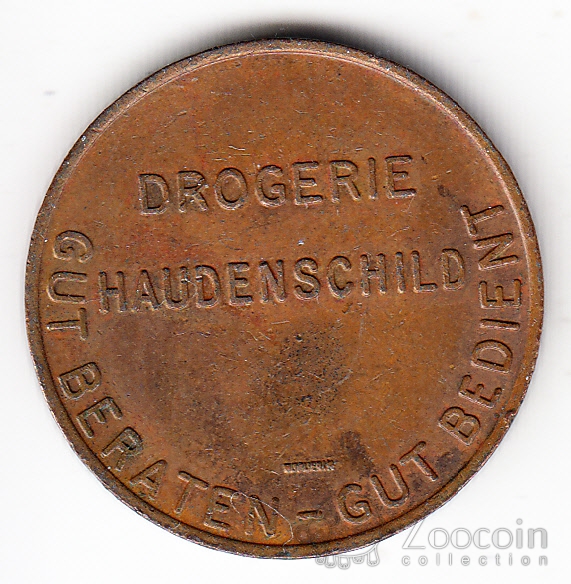 DROGERIE
HAUDENSCHILD
GUT BERATEN - GUT BEDIENT
Zoocoin
collection